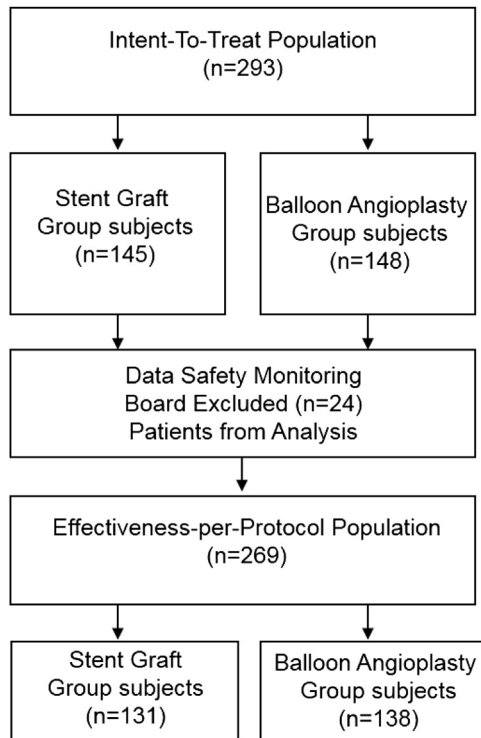 Intent-To-Treat Population
(n=293)
Stent Graft
Group subjects
(n=145)
Balloon Angioplasty
Group subjects
(n=148)
Data Safety Monitoring
Board Excluded (n=24)
Patients from Analysis
Effectiveness-per-Protocol Population
(n=269)
Stent Graft
Group subjects
(n=131)
Balloon Angioplasty
Group subjects
(n=138)